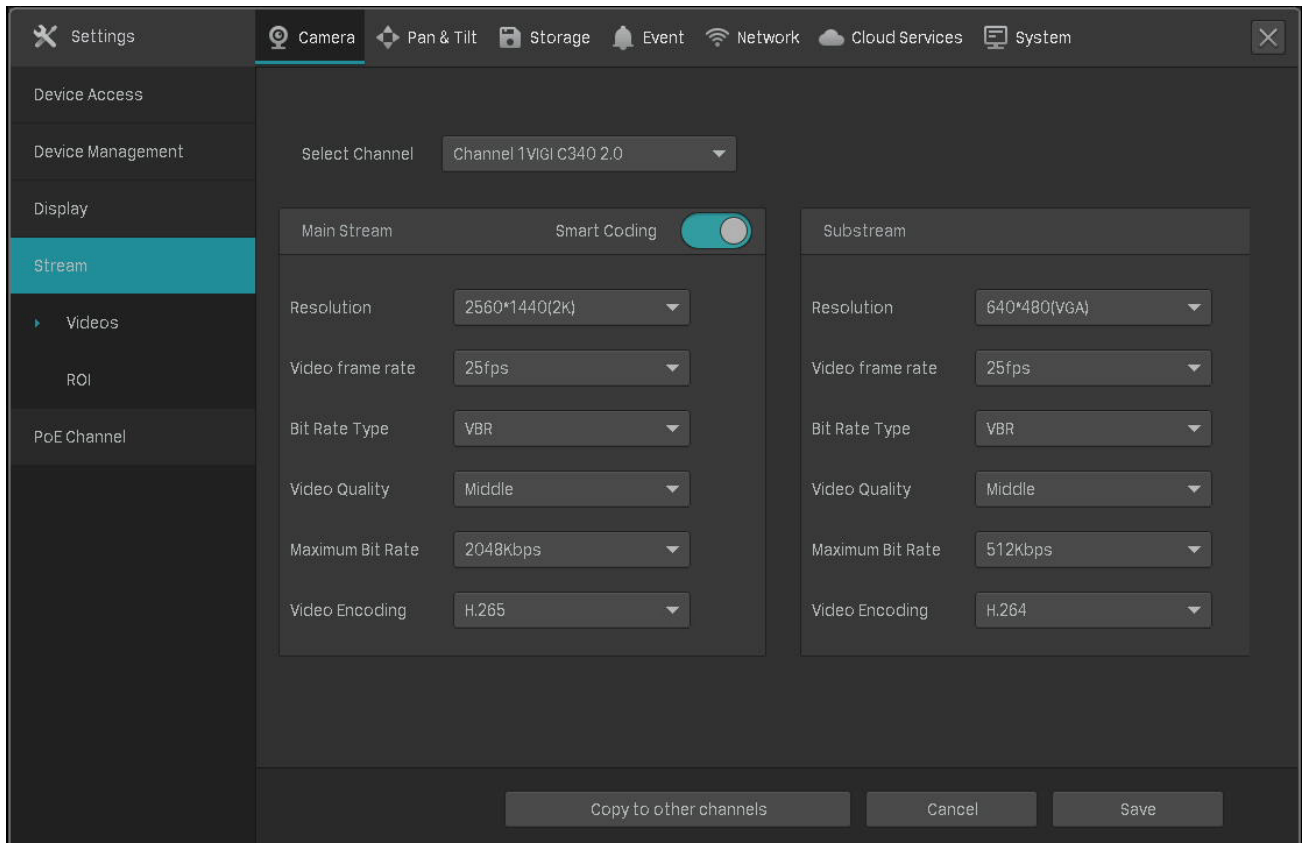 Settings
Camera Pan & Tilt Storage Event Network Cloud Services System
Device Access
Device Management
Display
Stream
Videos
ROI
PoE Channel
Select Channel Channel 1VIGI C340 2.0
Main Stream Smart Coding
Resolution 2560*1440(2K)
Video frame rate 25fps
Bit Rate Type VBR
Video Quality Middle
Maximum Bit Rate 2048Kbps
Video Encoding H.265
Substream
Resolution 640*480(VGA)
Video frame rate 25fps
Bit Rate Type VBR
Video Quality Middle
Maximum Bit Rate 512Kbps
Video Encoding H.264
Copy to other channels Cancel Save